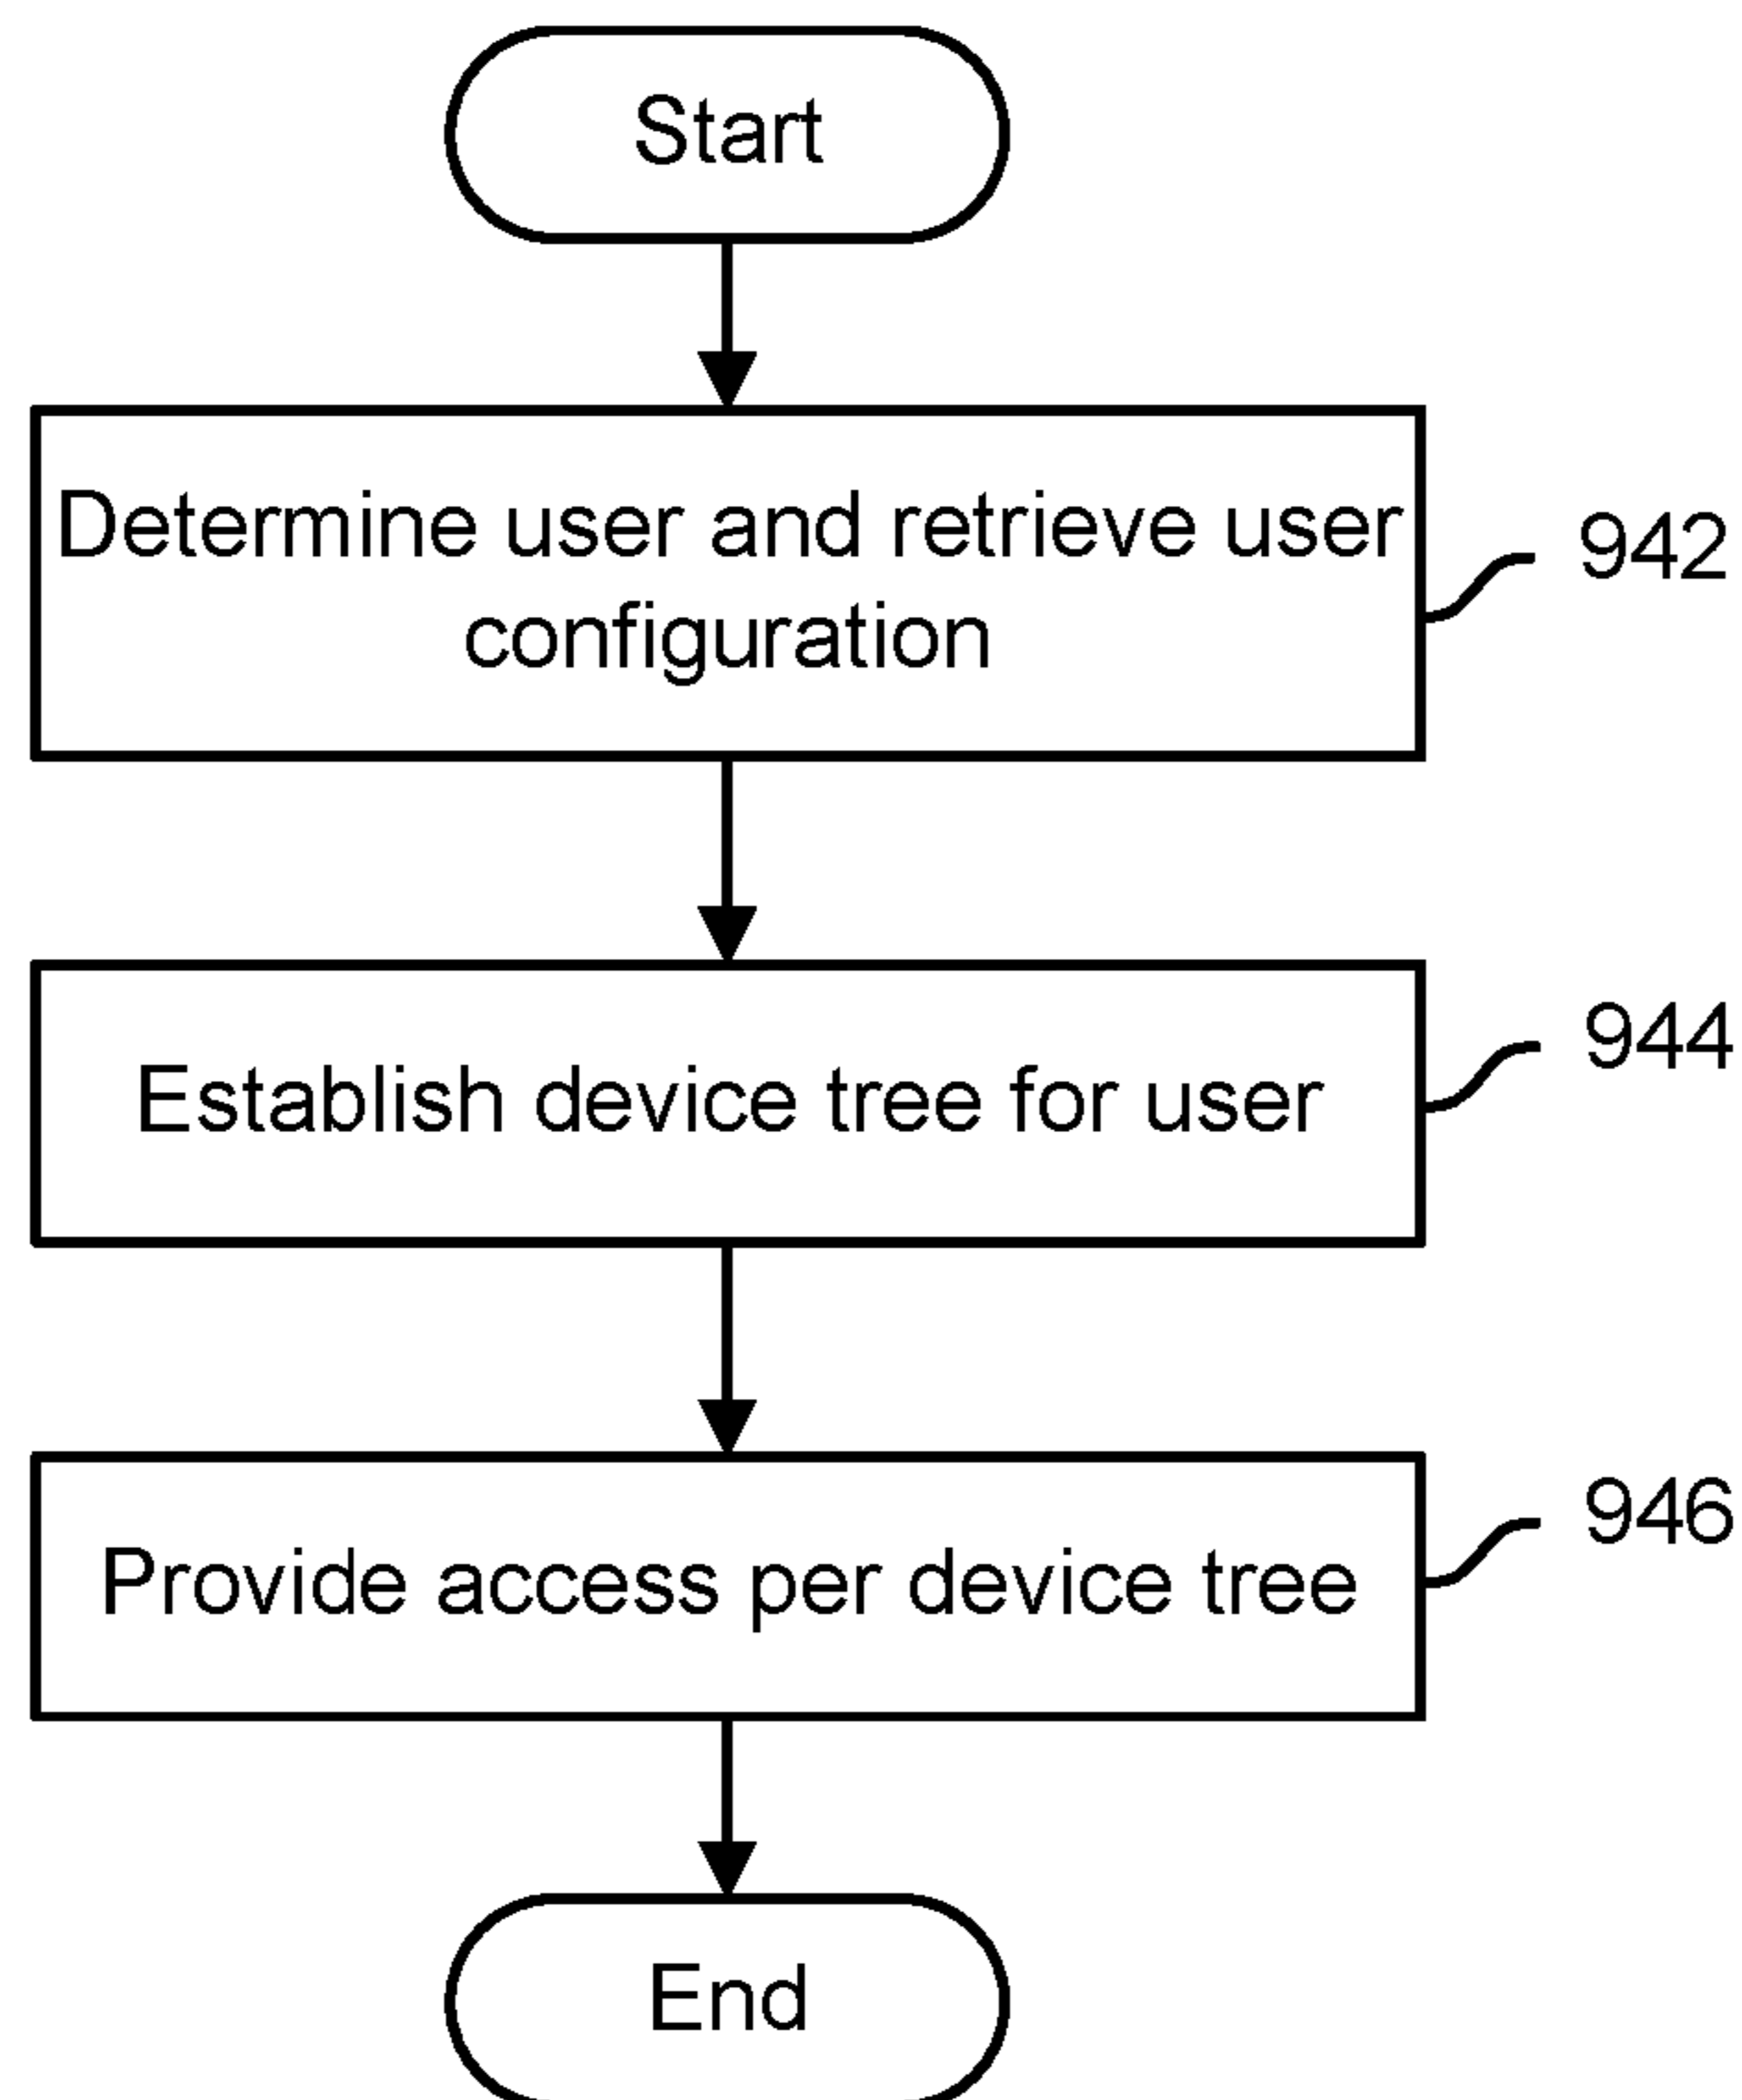 Start
Determine user and retrieve user
configuration
942
Establish device tree for user
944
Provide access per device tree
946
End